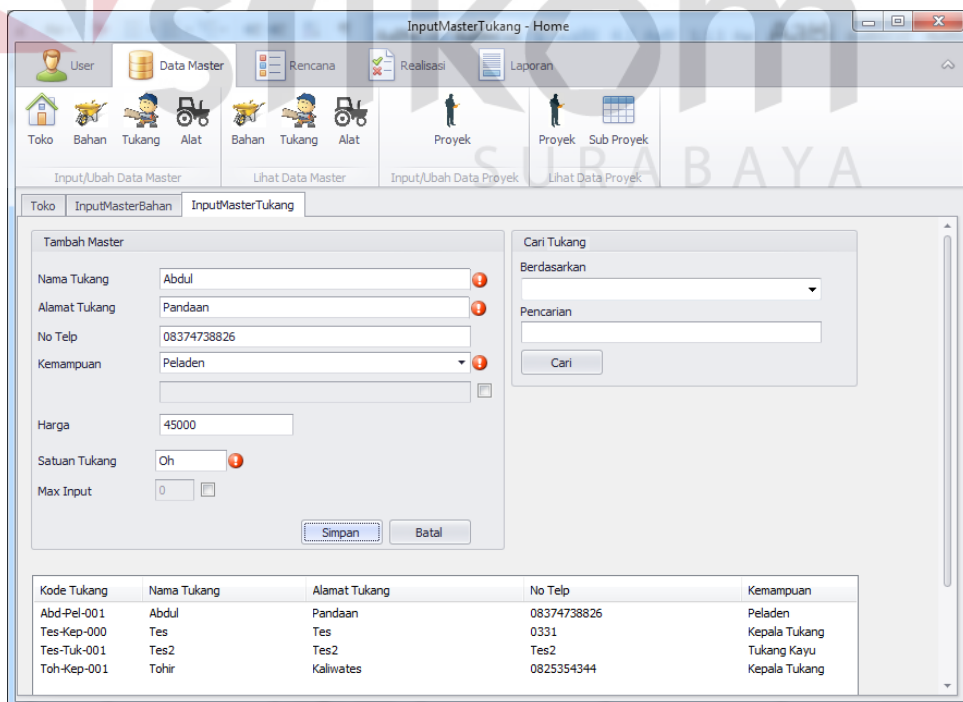 InputMasterTukang - Home
stikom
SURABAYA
User Data Master Rencana Realisasi Laporan
Toko Bahan Tukang Alat Bahan Tukang Alat Proyek Proyek Sub Proyek
Input/Ubah Data Master Lihat Data Master Input/Ubah Data Proyek Lihat Data Proyek
Toko InputMasterBahan InputMasterTukang
Tambah Master
Nama Tukang Abdul
Alamat Tukang Pandaan
No Telp 08374738826
Kemampuan Peladen
Harga 45000
Satuan Tukang Oh
Max Input 0
Simpan Batal
Cari Tukang
Berdasarkan
Pencarian
Cari
Kode Tukang Nama Tukang Alamat Tukang No Telp Kemampuan
Abd-Pel-001 Abdul Pandaan 08374738826 Peladen
Tes-Kep-000 Tes Tes 0331 Kepala Tukang
Tes-Tuk-001 Tes2 Tes2 Tes2 Tukang Kayu
Toh-Kep-001 Tohir Kaliwates 0825354344 Kepala Tukang